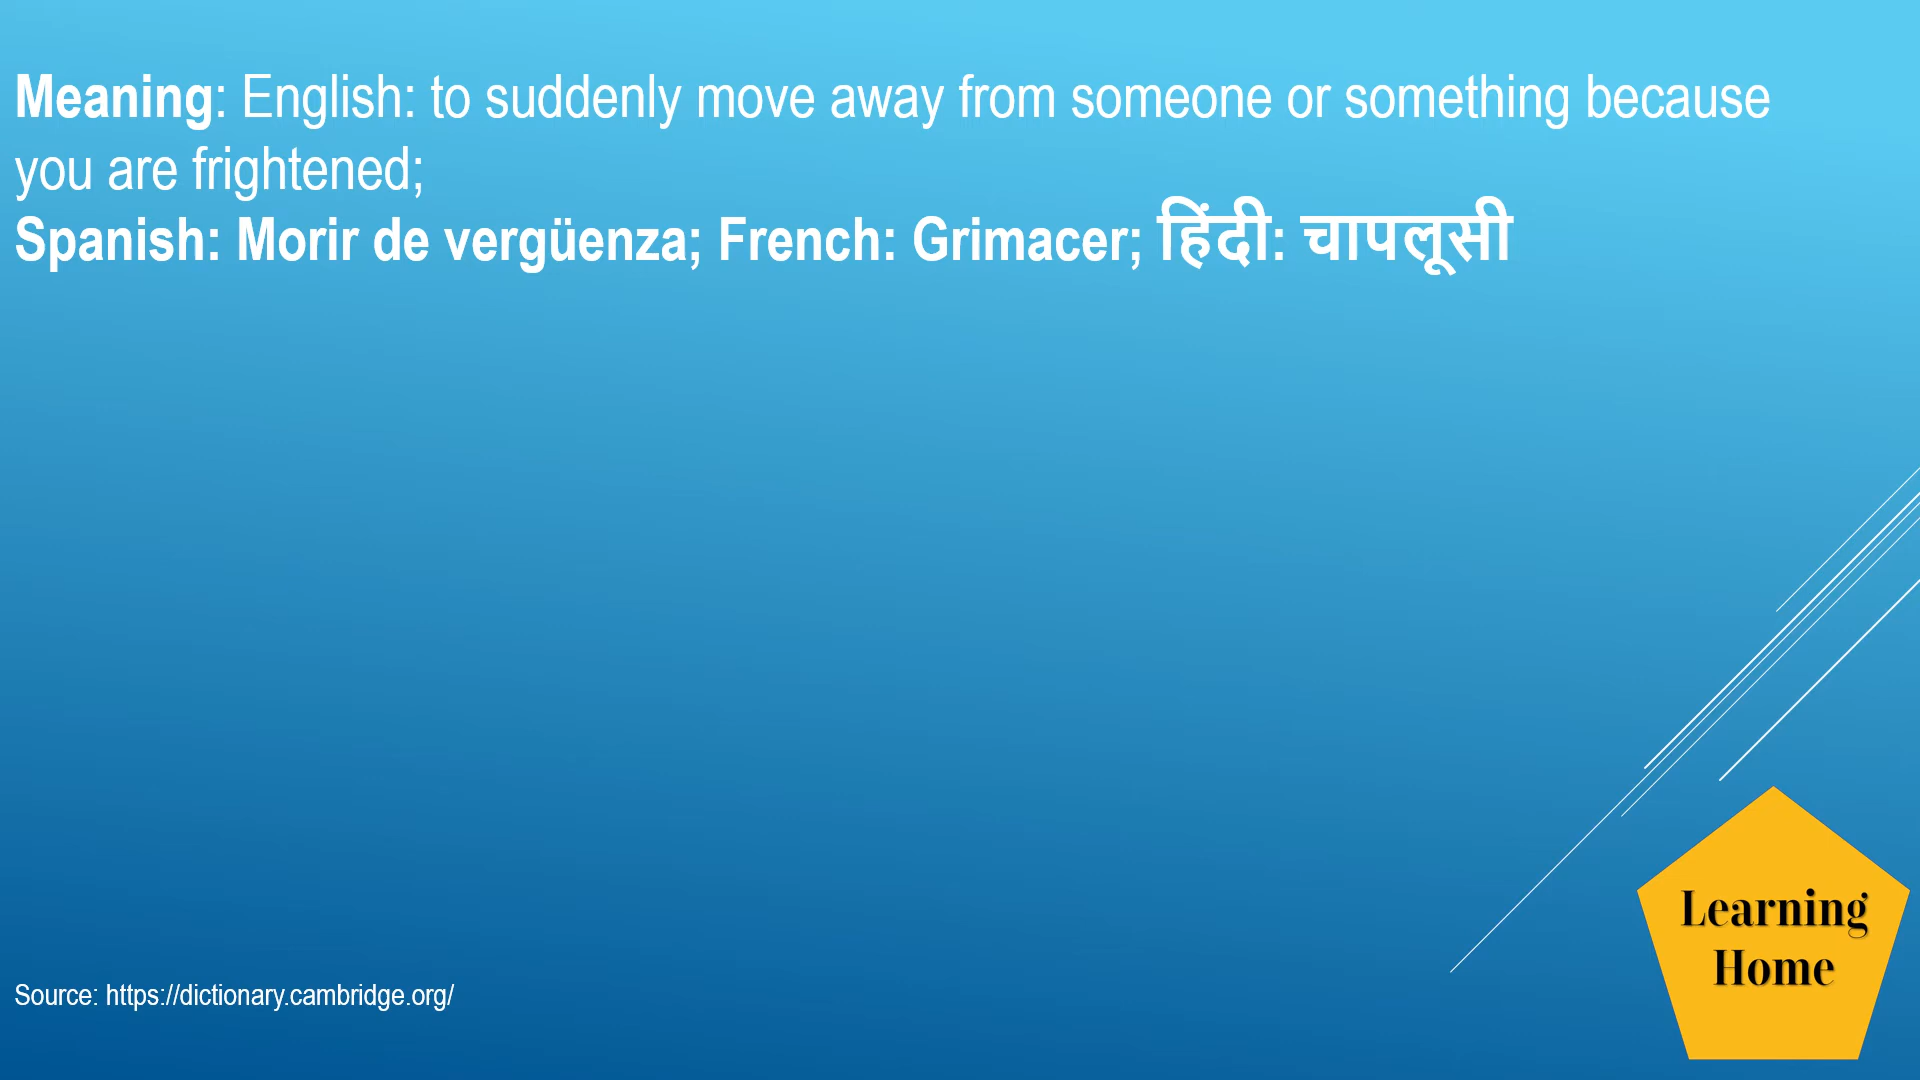 Meaning: English: to suddenly move away from someone or something because
you are frightened;
Spanish: Morir de vergüenza; French: Grimacer; हिंदी: चापलूसी
Learning
Home
Source: https://dictionary.cambridge.org/